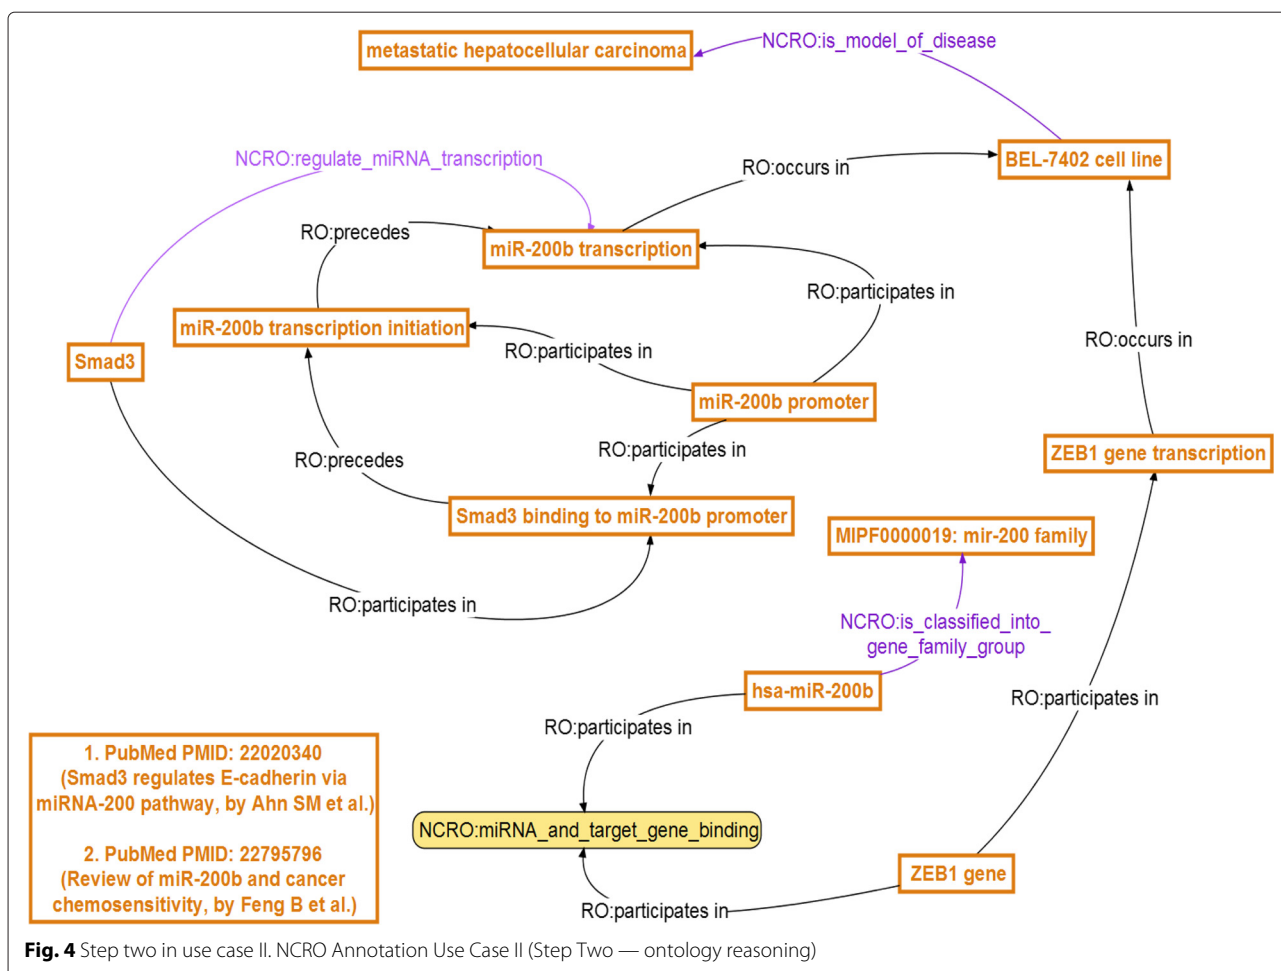 NCRO:is_model_of_disease
metastatic hepatocellular carcinoma
NCRO:regulate_miRNA_transcription
RO:occurs in
BEL-7402 cell line
RO:precedes
miR-200b transcription
RO:participates in
miR-200b transcription initiation
RO:occurs in
Smad3
RO:participates in
miR-200b promoter
RO:participates in
RO:precedes
ZEB1 gene transcription
Smad3 binding to miR-200b promoter
MIPF0000019: mir-200 family
RO:participates in
NCRO:is_classified_into_
gene_family_group
hsa-miR-200b
RO:participates in
RO:participates in
1. PubMed PMID: 22020340
(Smad3 regulates E-cadherin via
miRNA-200 pathway, by Ahn SM et al.)
2. PubMed PMID: 22795796
(Review of miR-200b and cancer
chemosensitivity, by Feng B et al.)
NCRO:miRNA_and_target_gene_binding
ZEB1 gene
RO:participates in
Fig. 4 Step two in use case II. NCRO Annotation Use Case II (Step Two — ontology reasoning)